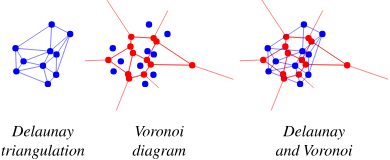 Delaunay
triangulation
Voronoi
diagram
Delaunay
and Voronoi